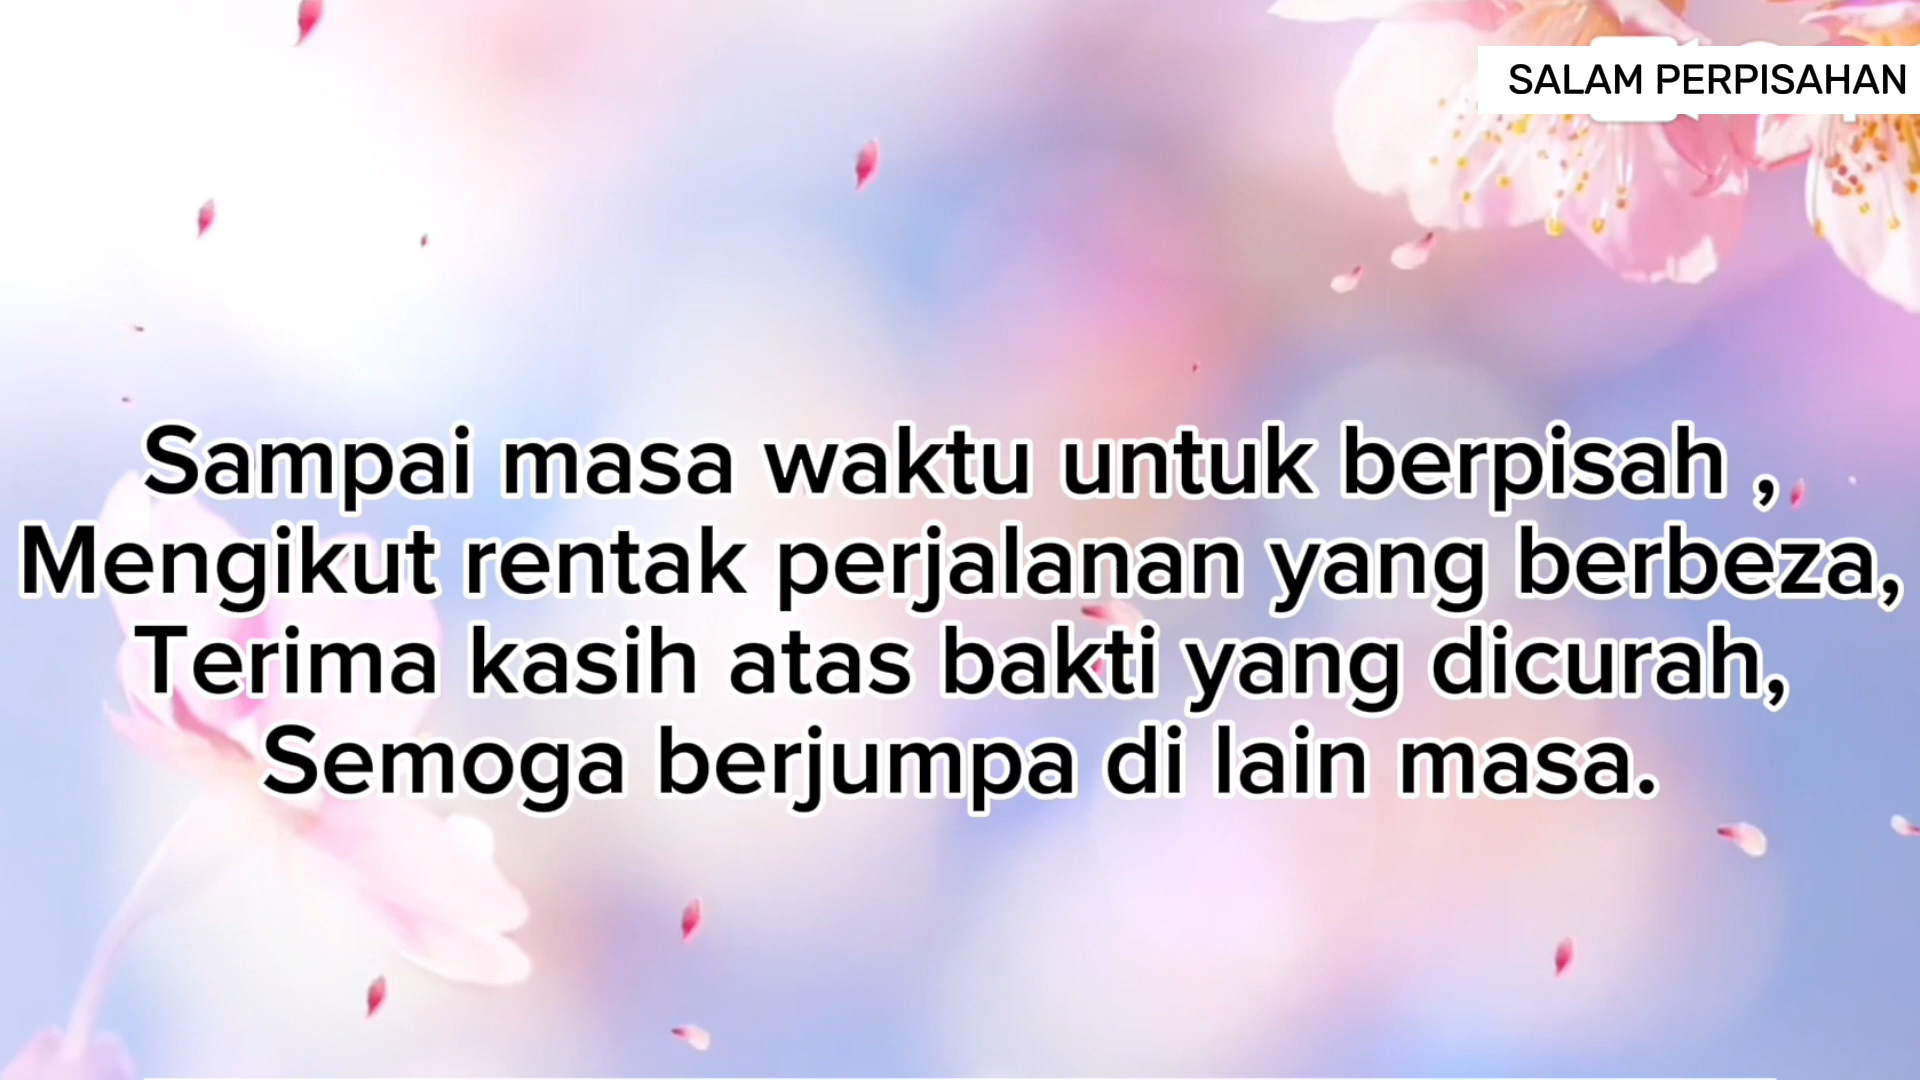 SALAM PERPISAHAN
Sampai masa waktu untuk berpisah ,
Mengikut rentak perjalanan yang berbeza,
Terima kasih atas bakti yang dicurah,
Semoga berjumpa di lain masa.